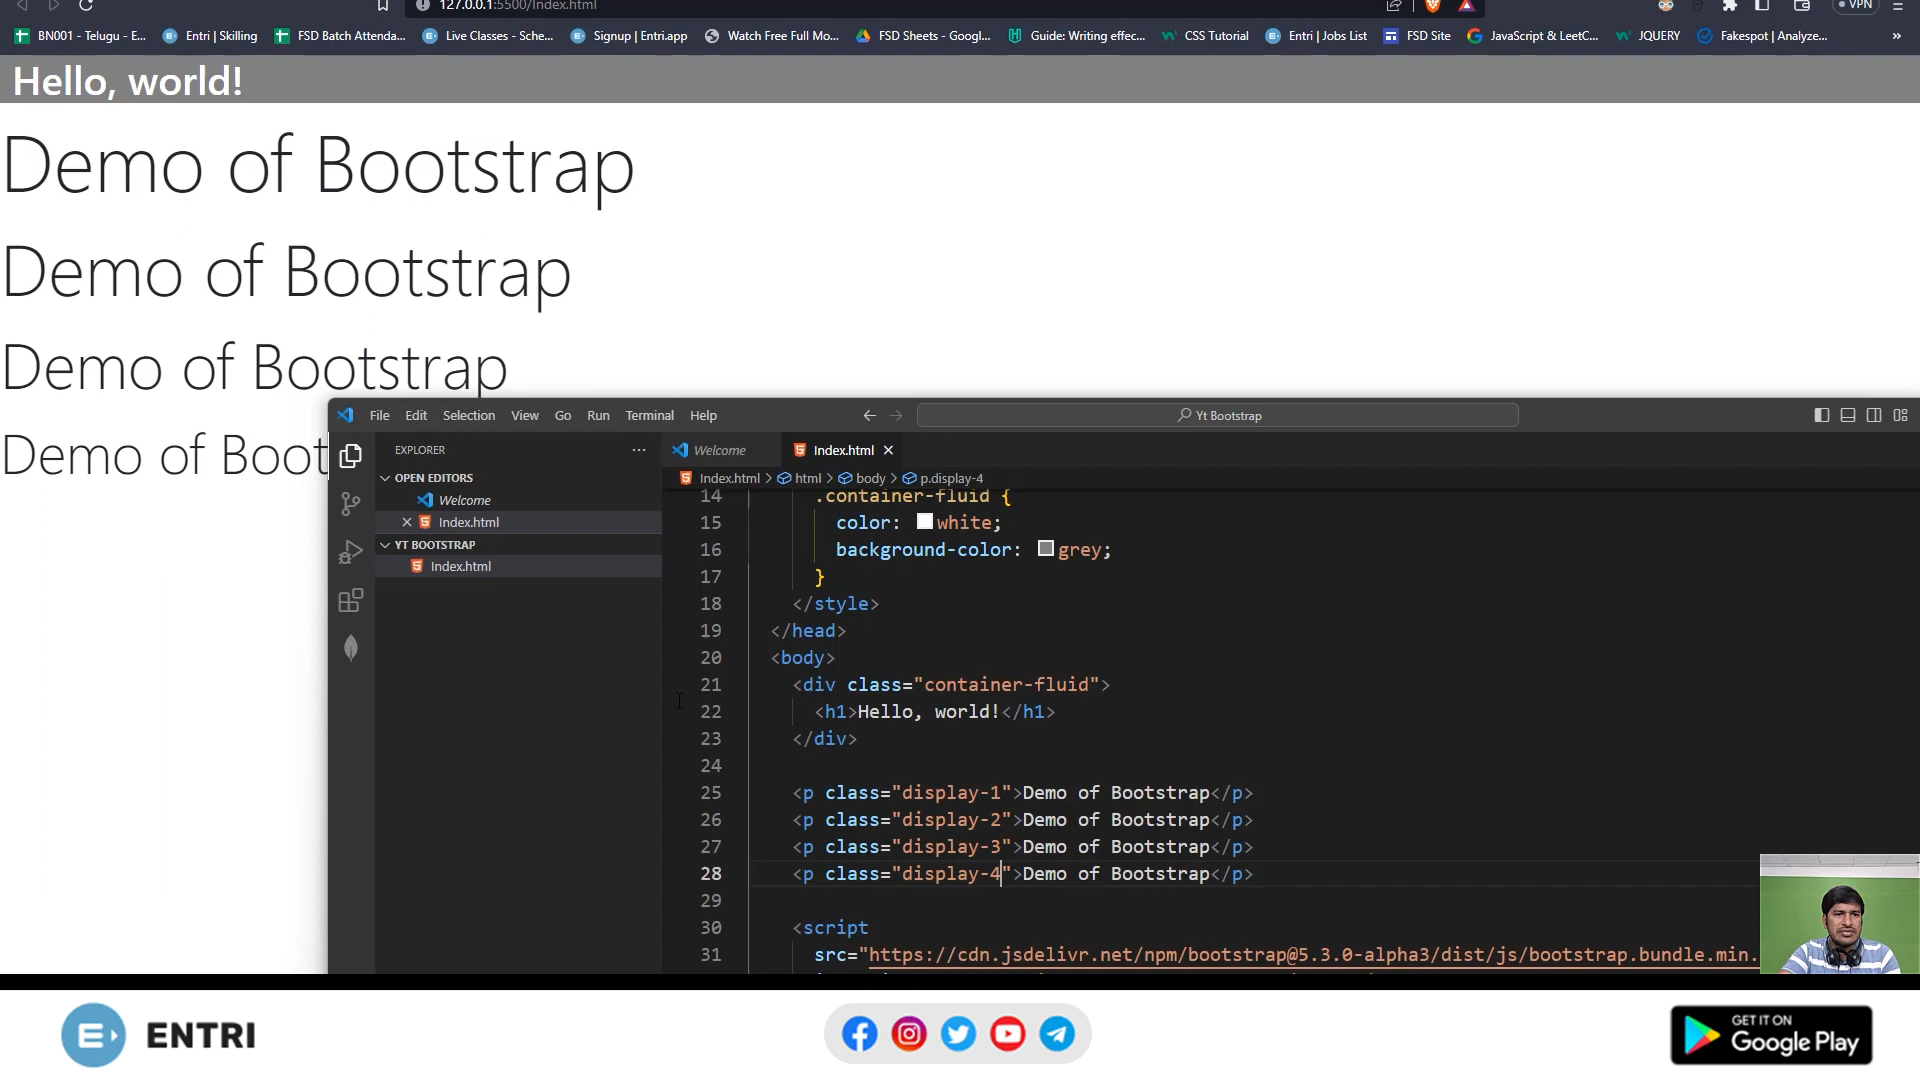 127.0.0.1:5500/Index.html
VPN
BN001 - Telugu - E...
Entri | Skilling
FSD Batch Attenda...
Live Classes - Sche...
Signup | Entri.app
Watch Free Full Mo...
FSD Sheets - Googl...
Guide: Writing effec...
CSS Tutorial
Entri | Jobs List
FSD Site
JavaScript & LeetC...
JQUERY
Fakespot | Analyze...
»
Hello, world!
Demo of Bootstrap
Demo of Bootstrap
Demo of Bootstrap
Demo of Boot
File Edit Selection View Go Run Terminal Help
Yt Bootstrap
EXPLORER
...
Welcome
Index.html
OPEN EDITORS
Welcome
Index.html
YT BOOTSTRAP
Index.html
Index.html > html > body > p.display-4
14 .container-fluid {
15 color: white;
16 background-color: grey;
17 }
18 </style>
19 </head>
20 <body>
21 <div class="container-fluid">
22 <h1>Hello, world!</h1>
23 </div>
24
25 <p class="display-1">Demo of Bootstrap</p>
26 <p class="display-2">Demo of Bootstrap</p>
27 <p class="display-3">Demo of Bootstrap</p>
28 <p class="display-4">Demo of Bootstrap</p>
29
30 <script
31 src="https://cdn.jsdelivr.net/npm/bootstrap@5.3.0-alpha3/dist/js/bootstrap.bundle.min.
ENTRI
GET IT ON
Google Play